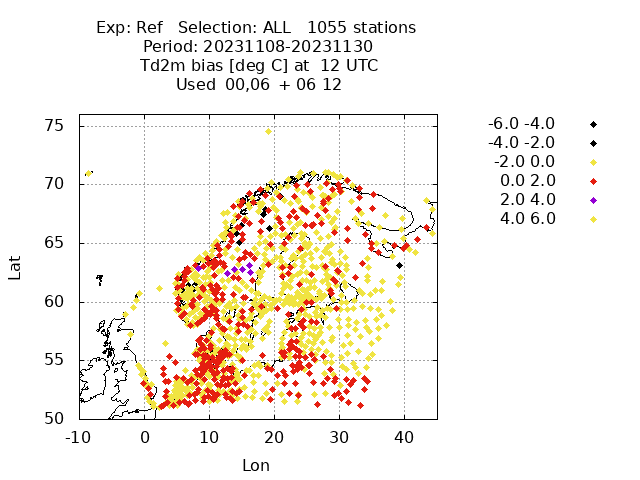 Exp: Ref Selection: ALL 1055 stations
Period: 20231108-20231130
Td2m bias [deg C] at 12 UTC
Used 00,06 + 06 12
-6.0 -4.0
-4.0 -2.0
-2.0 0.0
0.0 2.0
2.0 4.0
4.0 6.0
75
70
65
60
55
50
Lat
-10 0 10 20 30 40
Lon